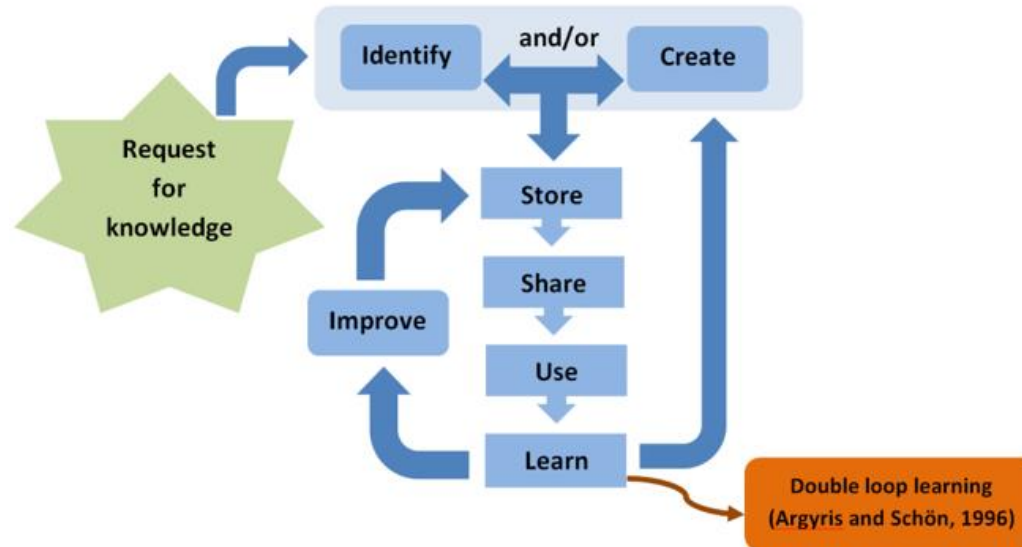 Identify
and/or
Create
Request
for
knowledge
Store
Share
Improve
Use
Learn
Double loop learning
(Argyris and Schön, 1996)